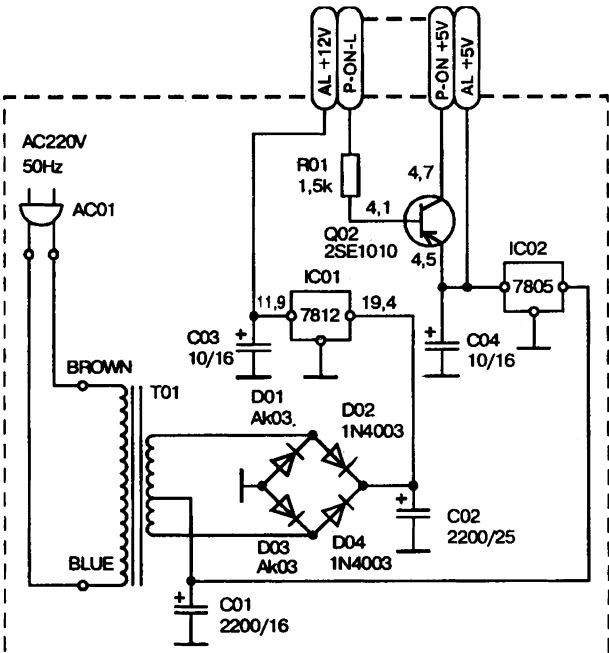 AL +12V
P-ON-L
P-ON +5V
AL +5V
AC220V
50Hz
AC01
R01
1,5k
4,7
4,1
Q02
2SE1010
4,5
IC02
7805
IC01
11,9
7812
19,4
+
C03
10/16
+
C04
10/16
BROWN
T01
D01
Ak03
D02
1N4003
+
C02
2200/25
D03
Ak03
D04
1N4003
BLUE
+
C01
2200/16